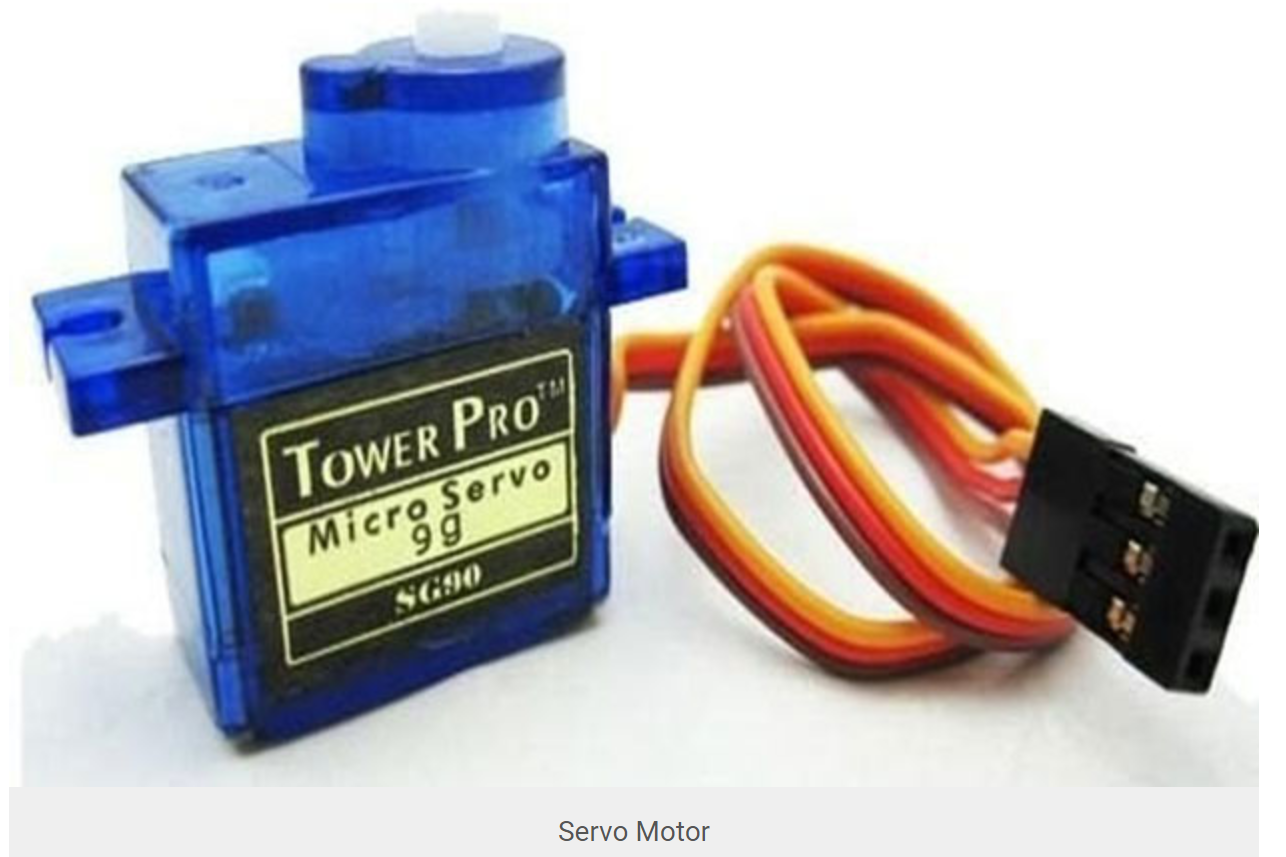 TOWER PRO™
Micro Servo
9g
SG90
Servo Motor